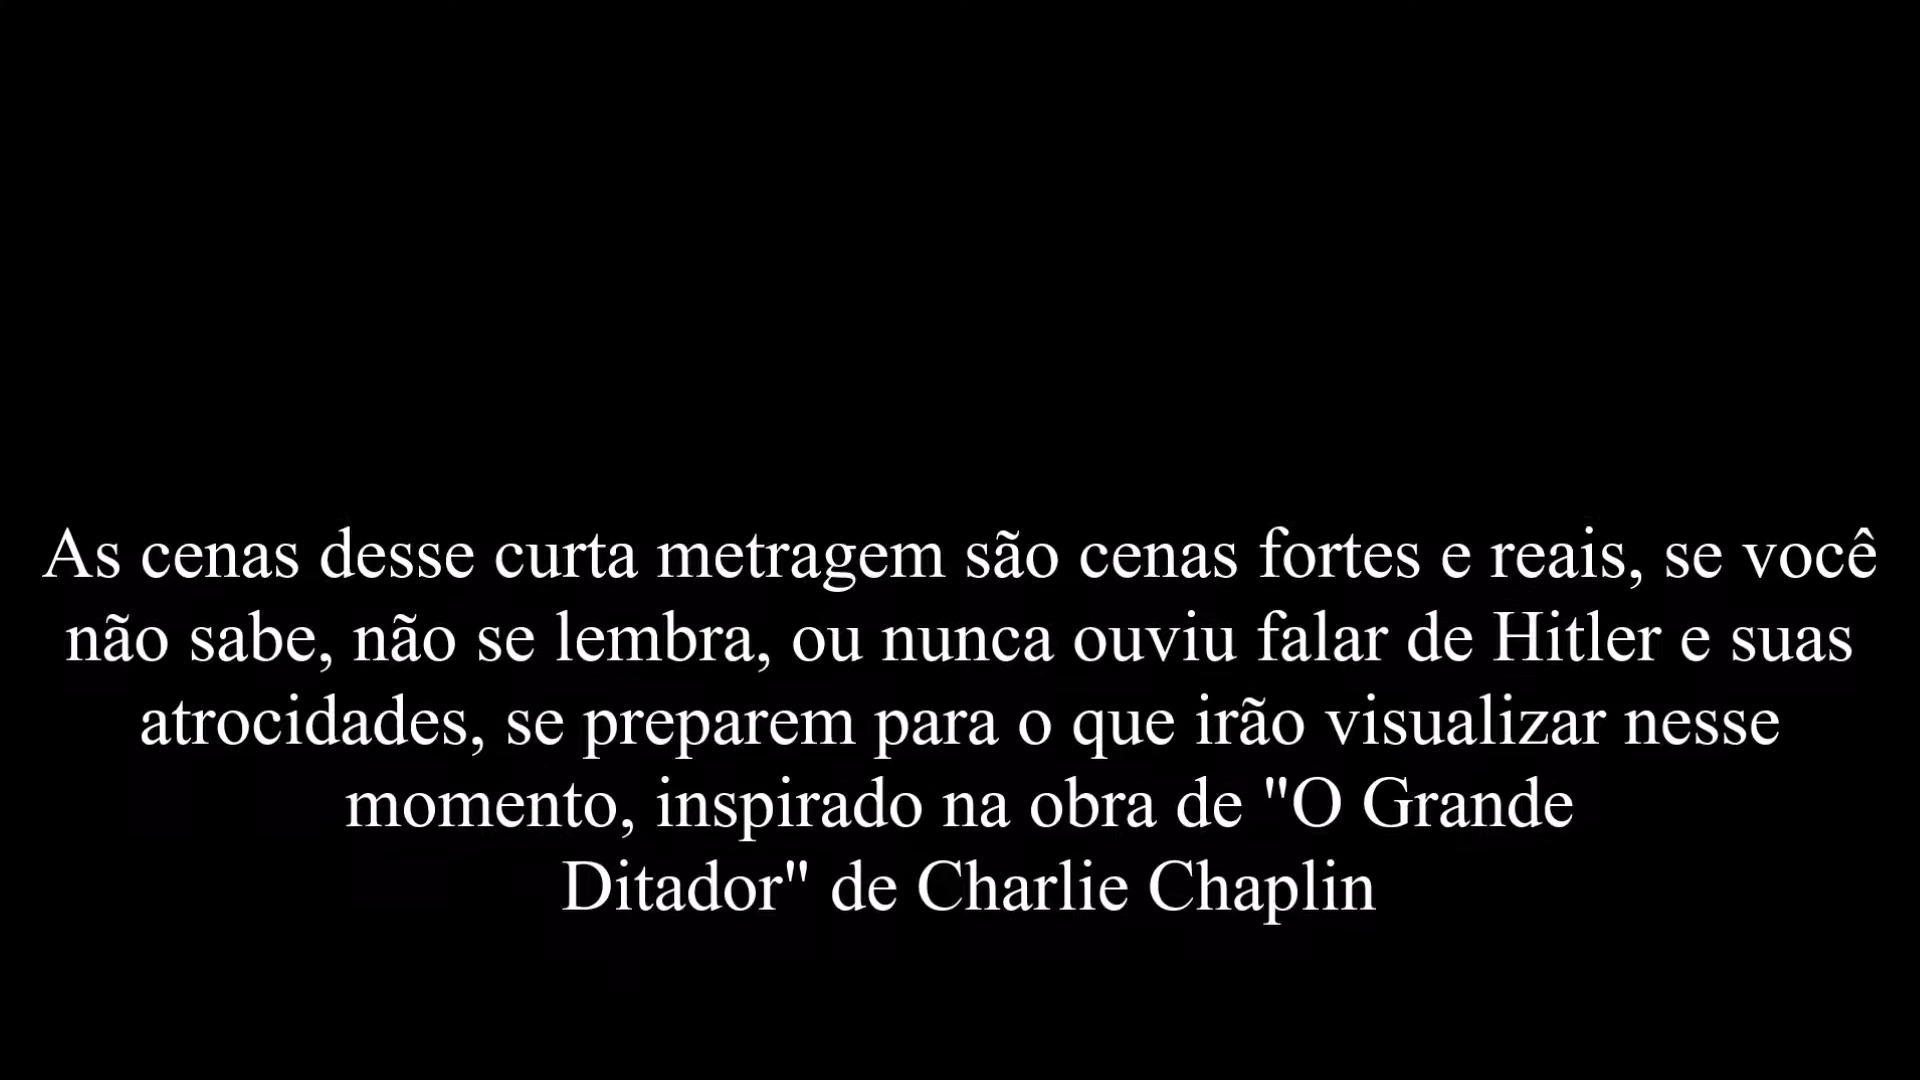 As cenas desse curta metragem são cenas fortes e reais, se você
não sabe, não se lembra, ou nunca ouviu falar de Hitler e suas
atrocidades, se preparem para o que irão visualizar nesse
momento, inspirado na obra de "O Grande
Ditador" de Charlie Chaplin